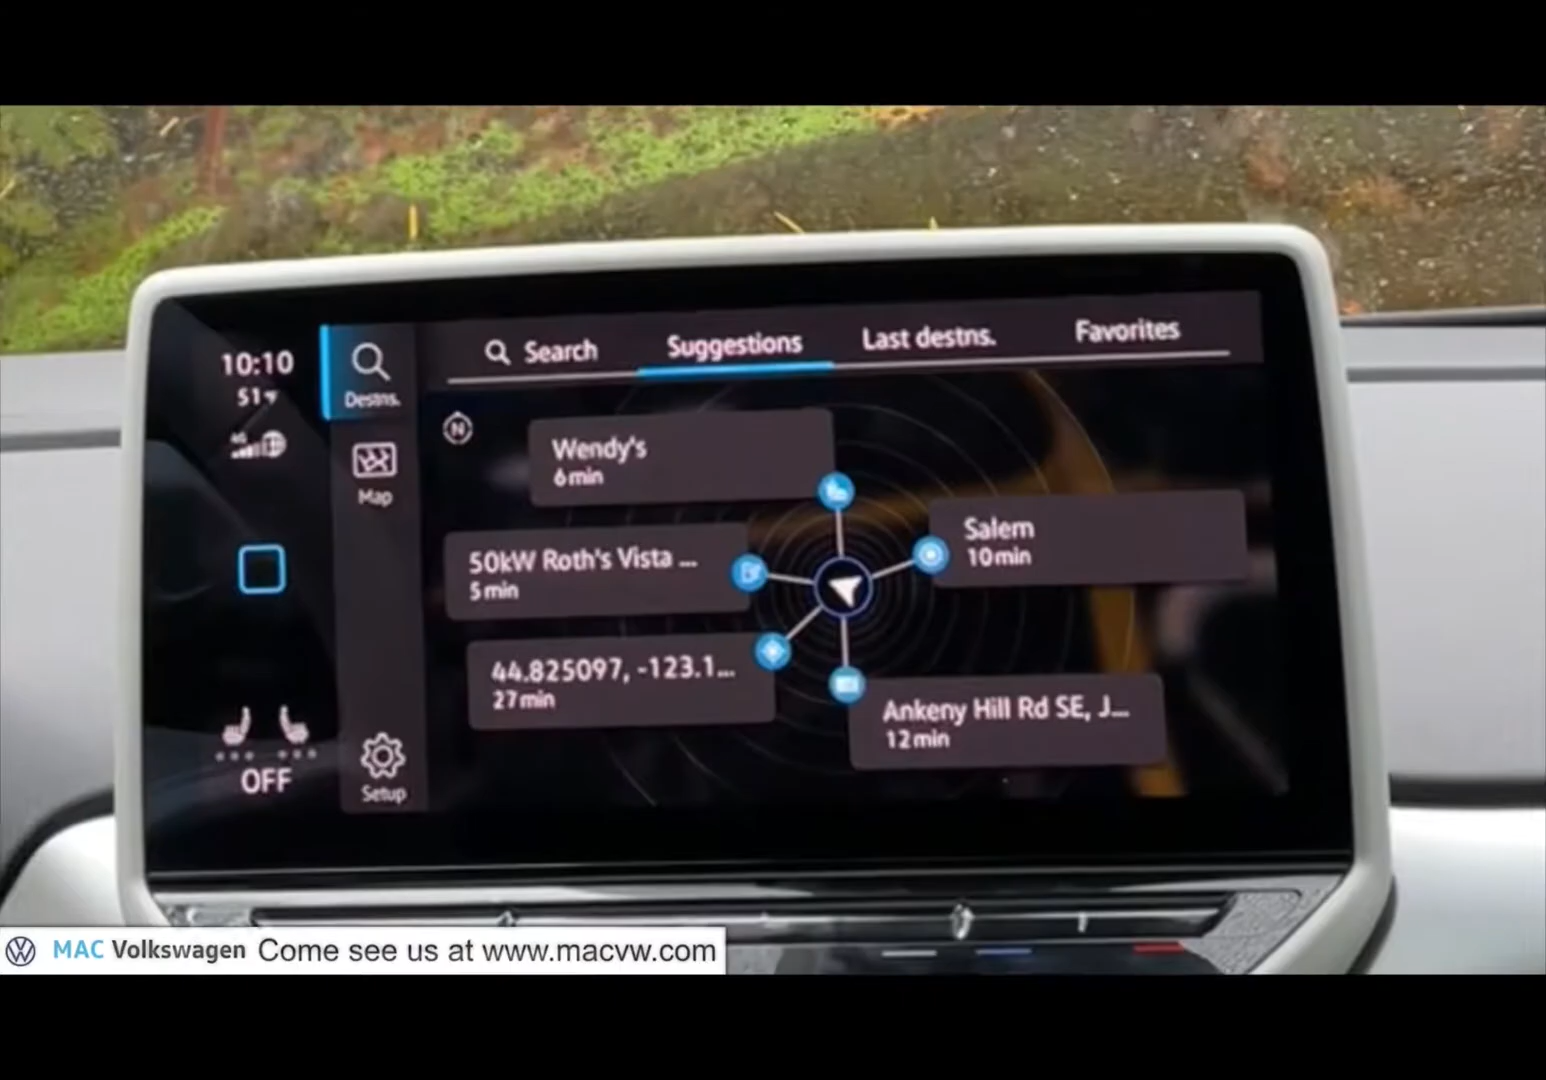 10:10
51°F
4G
Destns.
Map
Setup
OFF
Search
Suggestions
Last destns.
Favorites
N
Wendy's
6 min
50kW Roth's Vista ...
5 min
44.825097, -123.1...
27 min
Salem
10 min
Ankeny Hill Rd SE, J...
12 min
MAC Volkswagen Come see us at www.macvw.com